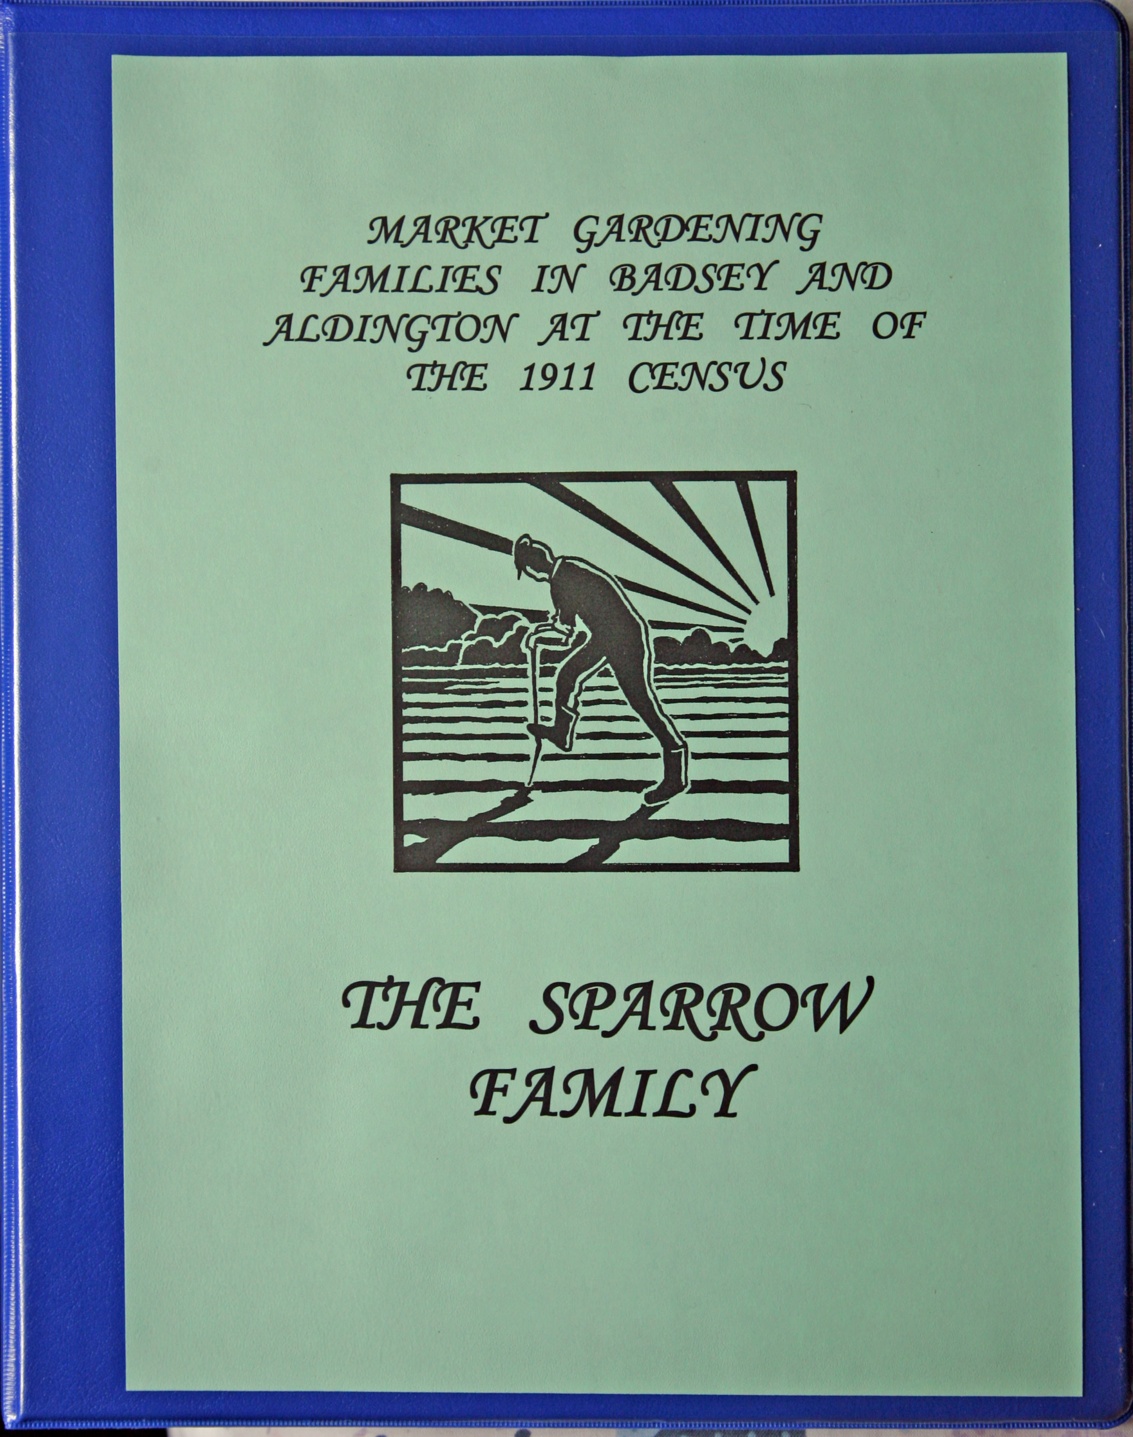 MARKET GARDENING
FAMILIES IN BADSEY AND
ALDINGTON AT THE TIME OF
THE 1911 CENSUS
THE SPARROW
FAMILY